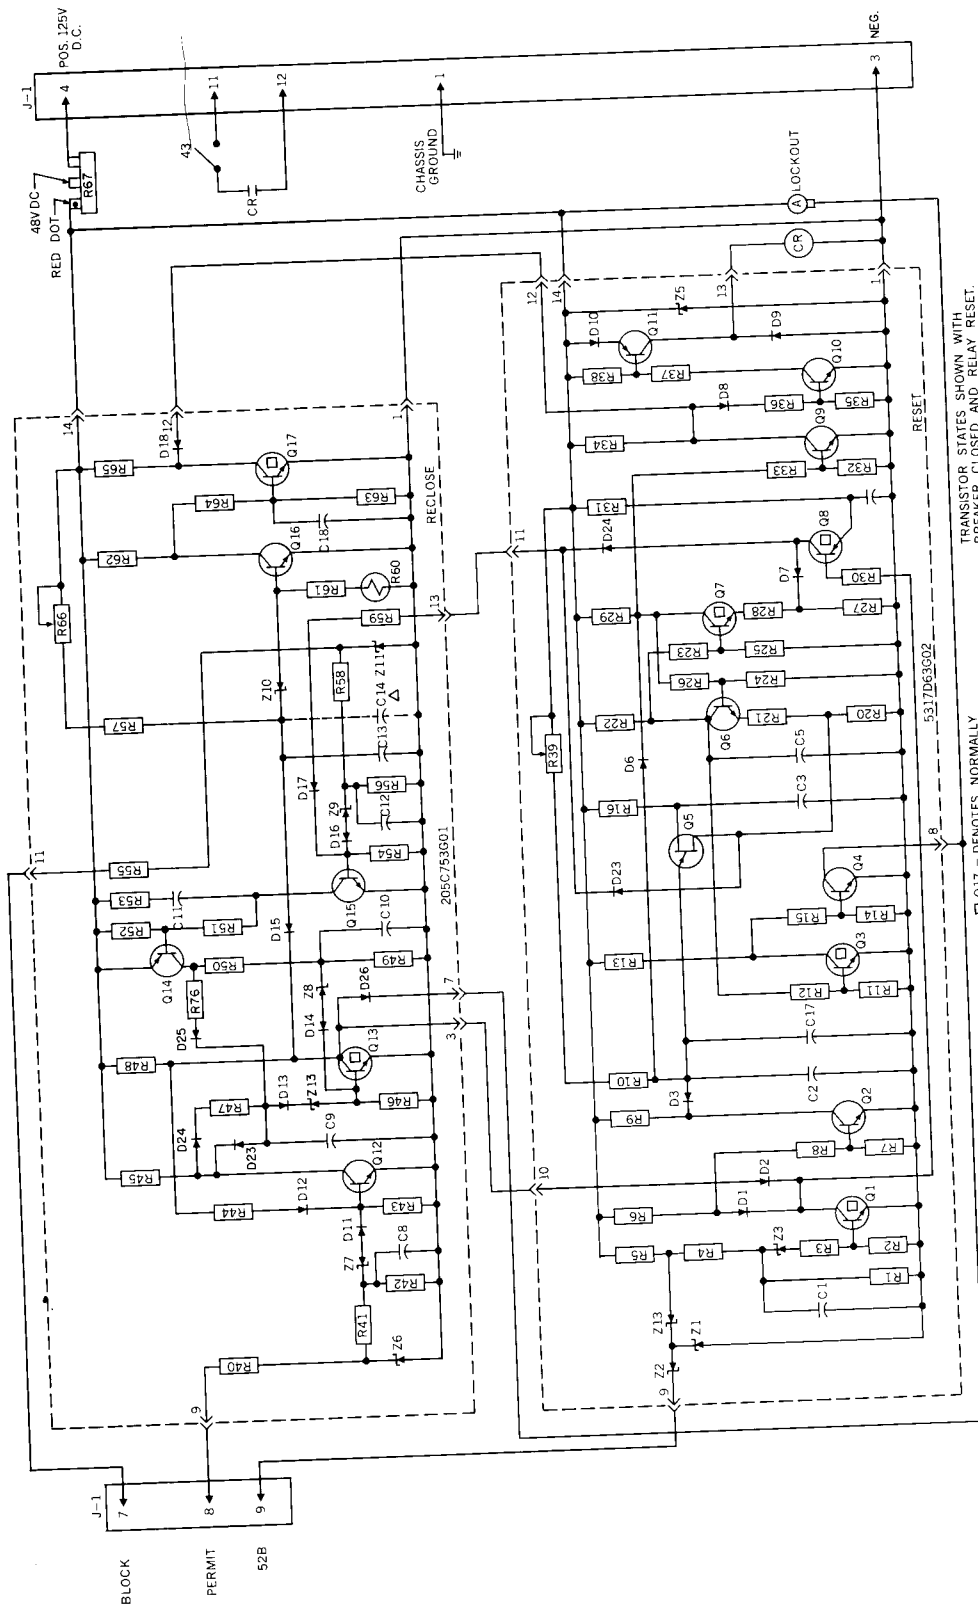 J-1
POS. 125V
D.C.
4
11
12
1
3
NEG.
48V DC
RED DOT
R67
43
CR
CHASSIS
GROUND
A
LOCKOUT
CR
14
12
1
RECLOSE
R66
R65
D18
R64
Q17
R63
C18
R62
Q16
R61
R60
R59
13
R57
Z10
R58
Z11
C14
△
C13
D17
Z9
D16
R56
C12
R54
11
R55
R53
C11
R52
R51
Q15
205C753G01
D15
C10
Q14
R50
R49
R76
D25
Z8
D14
D26
7
3
R48
Q13
D13
Z13
R46
R47
D24
D23
C9
R45
Q12
R44
D12
R43
D11
Z7
C8
R42
R41
Z6
R40
9
J-1
7
8
9
BLOCK
PERMIT
52B
12
14
13
1
RESET
Z5
D10
Q11
D9
R38
R37
D8
R36
Q10
R35
R34
Q9
R33
R32
R31
11
D24
Q8
D7
R30
R29
Q7
R28
R27
R23
R25
R26
R24
R22
Q6
R21
R20
5317D63G02
R39
D6
C5
R16
Q5
C3
D23
Q4
R15
R14
8
R13
Q3
R12
R11
C17
R10
D3
C2
R9
Q2
R8
R7
10
D2
R6
D1
Q1
R5
R4
Z3
R3
R2
R1
C1
Z13
Z1
Z2
9
TRANSISTOR STATES SHOWN WITH
BREAKER CLOSED AND RELAY RESET.
Q17 - DENOTES NORMALLY